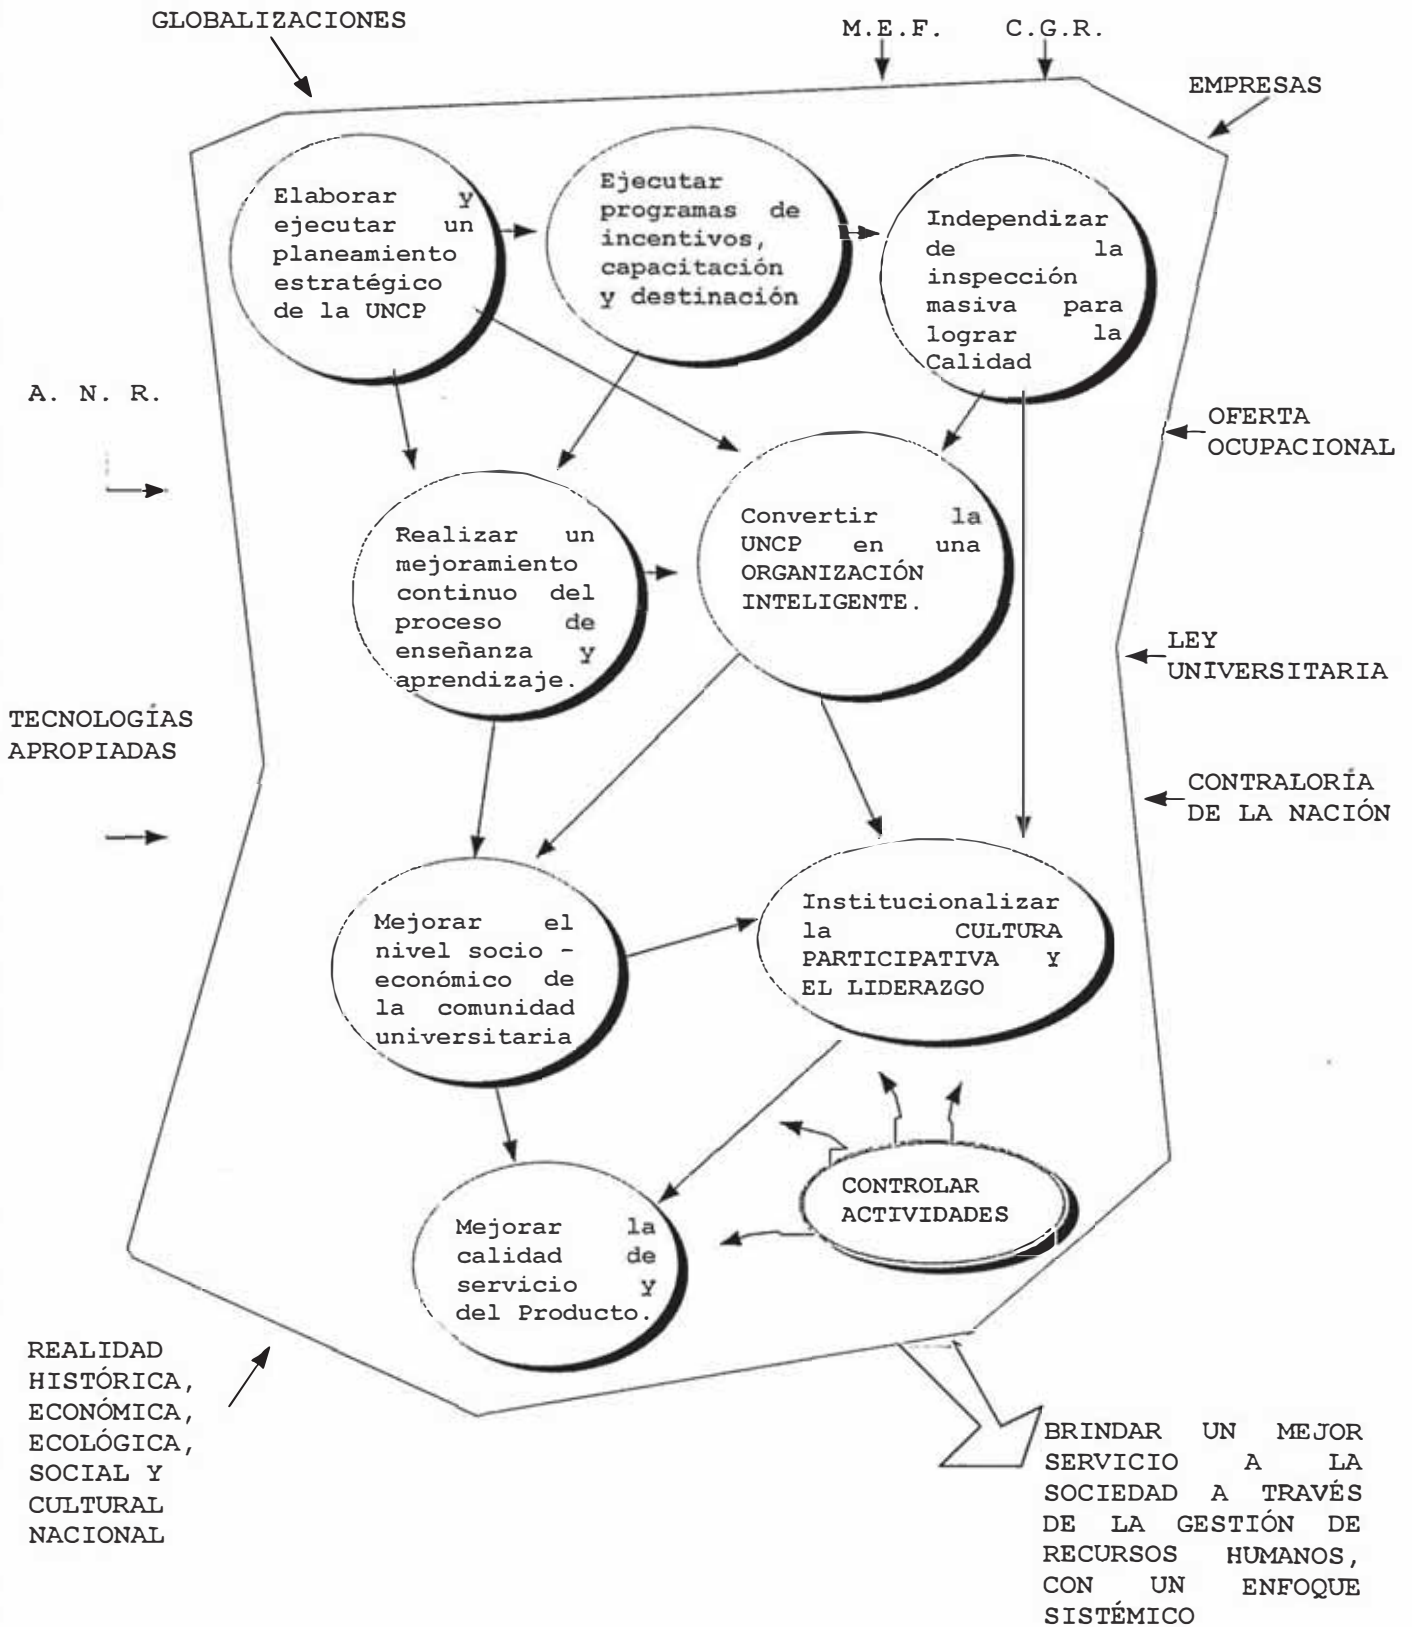 GLOBALIZACIONES
M.E.F.
C.G.R.
EMPRESAS
Elaborar y
ejecutar un
planeamiento
estratégico
de la UNCP
Ejecutar
programas de
incentivos,
capacitación
y destinación
Independizar
de la
inspección
masiva para
lograr la
Calidad
A. N. R.
OFERTA
OCUPACIONAL
Realizar un
mejoramiento
continuo del
proceso de
enseñanza y
aprendizaje.
Convertir la
UNCP en una
ORGANIZACIÓN
INTELIGENTE.
LEY
UNIVERSITARIA
TECNOLOGÍAS
APROPIADAS
CONTRALORÍA
DE LA NACIÓN
Mejorar el
nivel socio -
económico de
la comunidad
universitaria
Institucionalizar
la CULTURA
PARTICIPATIVA Y
EL LIDERAZGO
CONTROLAR
ACTIVIDADES
Mejorar la
calidad de
servicio y
del Producto.
REALIDAD
HISTÓRICA,
ECONÓMICA,
ECOLÓGICA,
SOCIAL Y
CULTURAL
NACIONAL
BRINDAR UN MEJOR
SERVICIO A LA
SOCIEDAD A TRAVÉS
DE LA GESTIÓN DE
RECURSOS HUMANOS,
CON UN ENFOQUE
SISTÉMICO